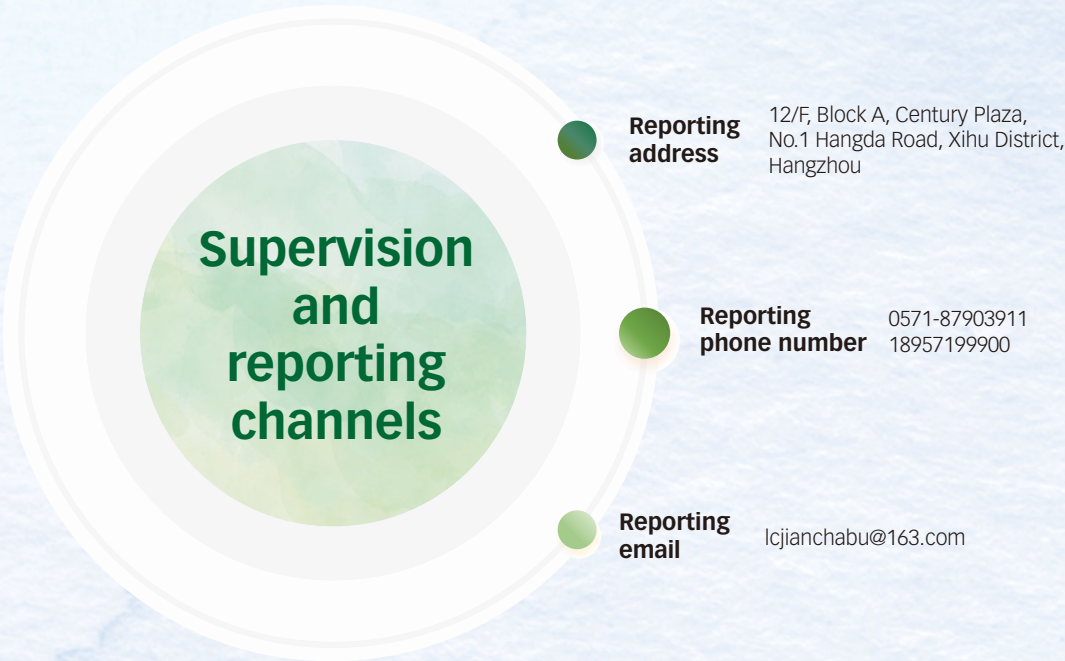 Supervision
and
reporting
channels
Reporting
address
12/F, Block A, Century Plaza,
No.1 Hangda Road, Xihu District,
Hangzhou
Reporting
phone number
0571-87903911
18957199900
Reporting
email
lcjianchabu@163.com